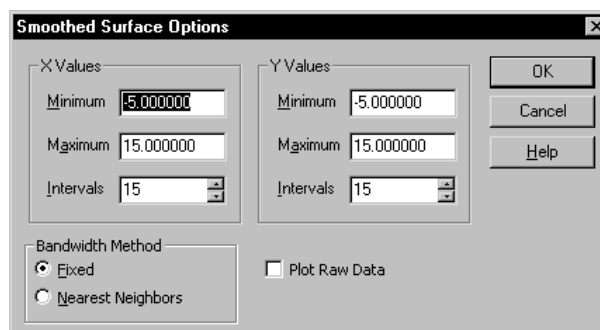 Smoothed Surface Options
X Values
Minimum -5.000000
Maximum 15.000000
Intervals 15
Y Values
Minimum -5.000000
Maximum 15.000000
Intervals 15
OK
Cancel
Help
Bandwidth Method
Fixed
Nearest Neighbors
Plot Raw Data